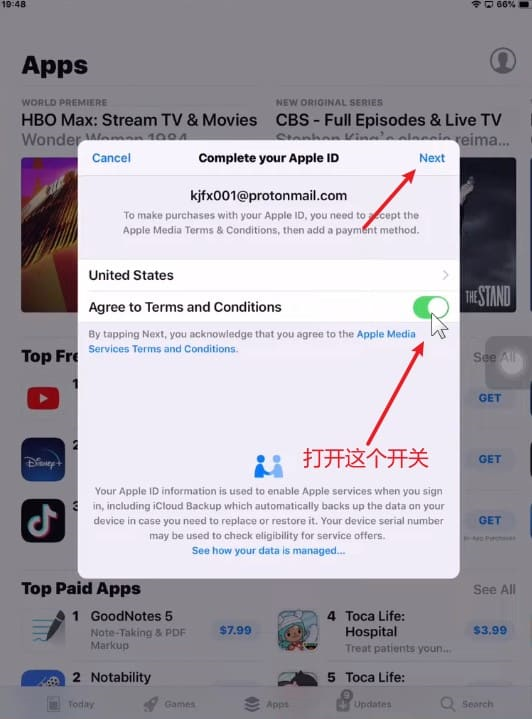 19:48
66%
Apps
WORLD PREMIERE
HBO Max: Stream TV & Movies
Wonder Woman 1984
NEW ORIGINAL SERIES
CBS - Full Episodes & Live TV
Stephen King's classic reima...
Cancel
Complete your Apple ID
Next
kjfx001@protonmail.com
To make purchases with your Apple ID, you need to accept the
Apple Media Terms & Conditions, then add a payment method.
United States
Agree to Terms and Conditions
By tapping Next, you acknowledge that you agree to the Apple Media
Services Terms and Conditions.
打开这个开关
Your Apple ID information is used to enable Apple services when you sign
in, including iCloud Backup which automatically backs up the data on your
device in case you need to replace or restore it. Your device serial number
may be used to check eligibility for service offers.
See how your data is managed...
THE STAND
Top Fre
See All
1
GET
Disney+
2
GET
3
GET
In-App Purchases
Top Paid Apps
See All
1 GoodNotes 5
Note-Taking & PDF
Markup
$7.99
4 Toca Life:
Hospital
Treat patients your...
$3.99
2 Notability
5 Toca Life:
Today
Games
Apps
9
Updates
Search